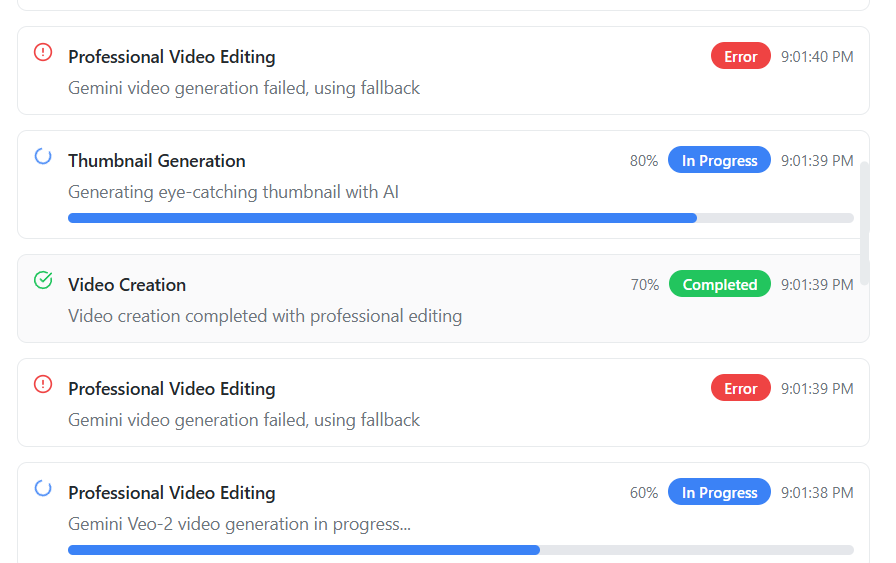 Professional Video Editing Error 9:01:40 PM
Gemini video generation failed, using fallback
Thumbnail Generation 80% In Progress 9:01:39 PM
Generating eye-catching thumbnail with AI
Video Creation 70% Completed 9:01:39 PM
Video creation completed with professional editing
Professional Video Editing Error 9:01:39 PM
Gemini video generation failed, using fallback
Professional Video Editing 60% In Progress 9:01:38 PM
Gemini Veo-2 video generation in progress...